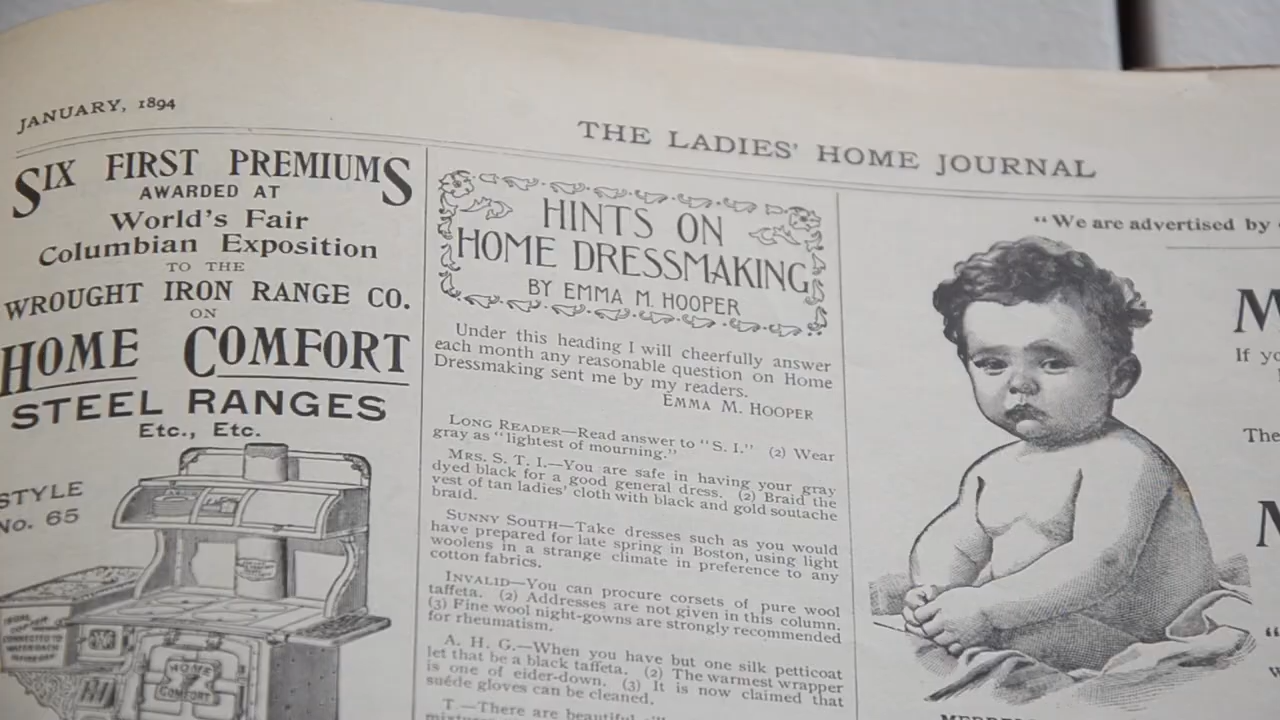 JANUARY, 1894
THE LADIES' HOME JOURNAL
SIX FIRST PREMIUMS
AWARDED AT
World's Fair
Columbian Exposition
TO THE
WROUGHT IRON RANGE CO.
ON
HOME COMFORT
STEEL RANGES
Etc., Etc.
STYLE
No. 65
HOME
COMFORT
HINTS ON
HOME DRESSMAKING
BY EMMA M. HOOPER
Under this heading I will cheerfully answer
each month any reasonable question on Home
Dressmaking sent me by my readers.
EMMA M. HOOPER
LONG READER—Read answer to "S. I." (2) Wear
gray as "lightest of mourning."
MRS. S. T. I.—You are safe in having your gray
dyed black for a good general dress. (2) Braid the
vest of tan ladies' cloth with black and gold soutache
braid.
SUNNY SOUTH—Take dresses such as you would
have prepared for late spring in Boston, using light
woolens in a strange climate in preference to any
cotton fabrics.
INVALID—You can procure corsets of pure wool
taffeta. (2) Addresses are not given in this column.
(3) Fine wool night-gowns are strongly recommended
for rheumatism.
A. H. G.—When you have but one silk petticoat
let that be a black taffeta. (2) The warmest wrapper
is one of eider-down. (3) It is now claimed that
suéde gloves can be cleaned.
T.—There are beautiful
"We are advertised by
M
If yo
The
M
"
w